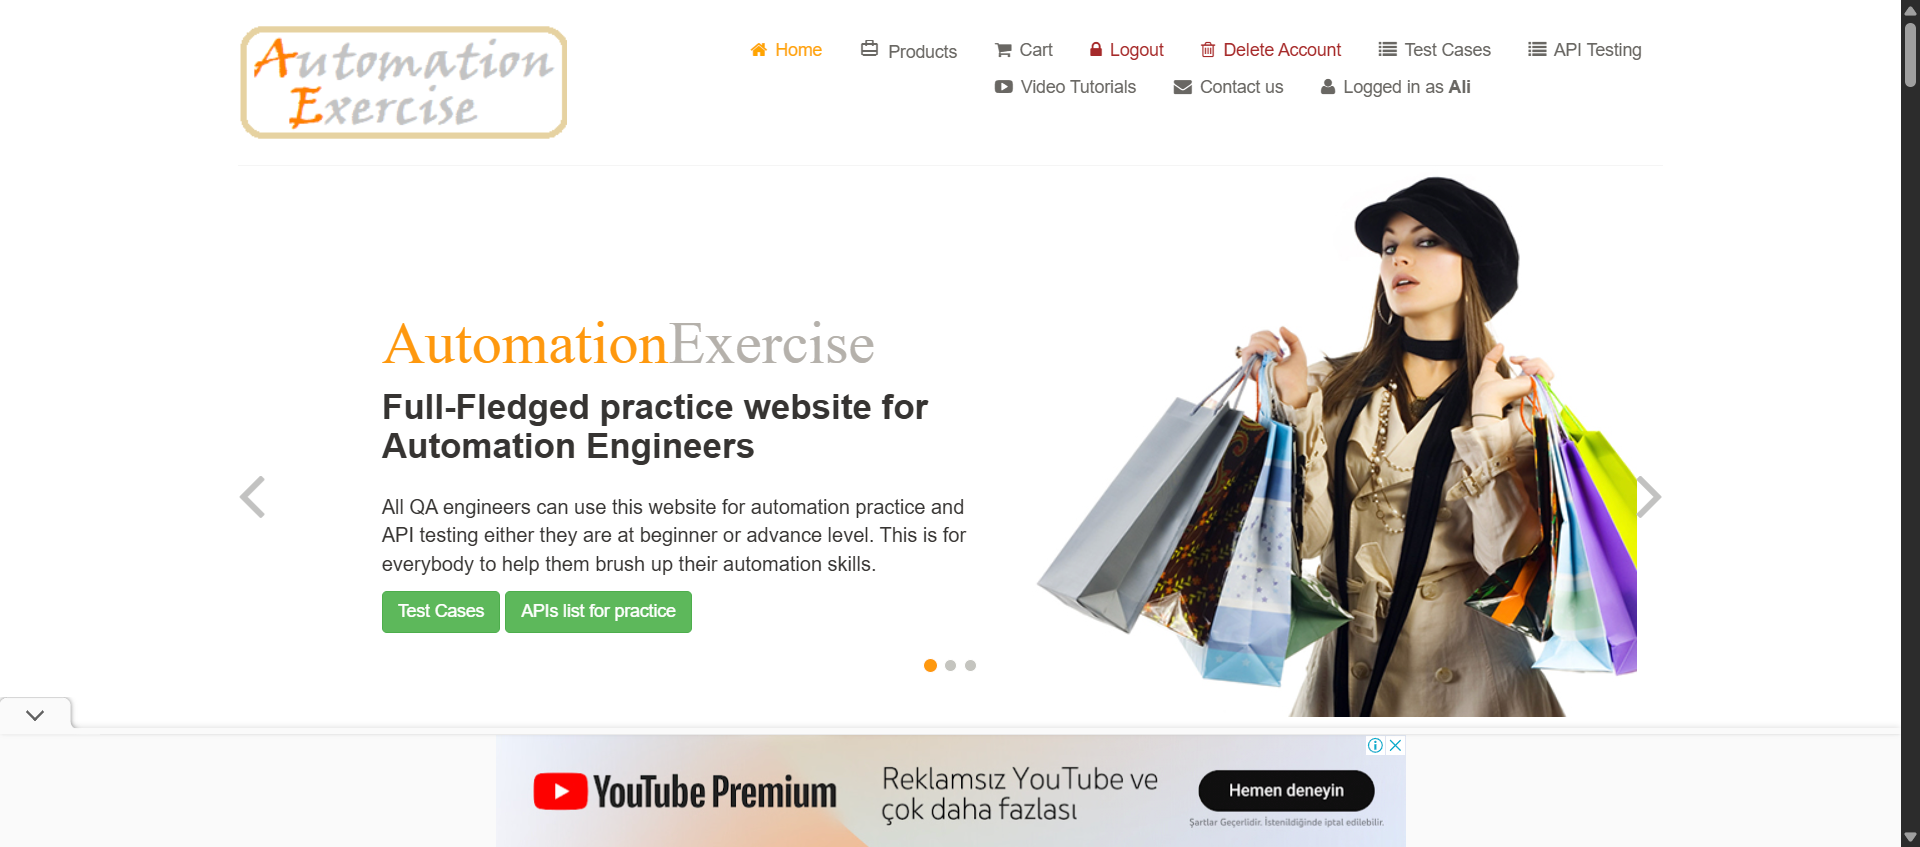 Automation
Exercise
Home
Products
Cart
Logout
Delete Account
Test Cases
API Testing
Video Tutorials
Contact us
Logged in as Ali
AutomationExercise
Full-Fledged practice website for
Automation Engineers
All QA engineers can use this website for automation practice and
API testing either they are at beginner or advance level. This is for
everybody to help them brush up their automation skills.
Test Cases
APIs list for practice
YouTube Premium
Reklamsız YouTube ve
çok daha fazlası
Hemen deneyin
Şartlar Geçerlidir. İstenildiğinde iptal edilebilir.